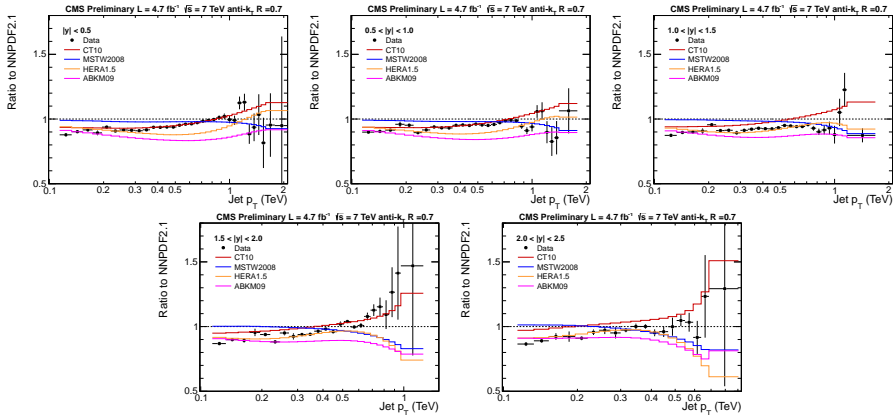 CMS Preliminary L = 4.7 fb⁻¹ √s = 7 TeV anti-kT R = 0.7
Ratio to NNPDF2.1
|y| < 0.5
Data
CT10
MSTW2008
HERA1.5
ABKM09
1.5
1
0.5
0.1 0.2 0.3 0.4 0.5 1 2
Jet pT (TeV)
CMS Preliminary L = 4.7 fb⁻¹ √s = 7 TeV anti-kT R = 0.7
Ratio to NNPDF2.1
0.5 < |y| < 1.0
Data
CT10
MSTW2008
HERA1.5
ABKM09
1.5
1
0.5
0.1 0.2 0.3 0.4 0.5 1 2
Jet pT (TeV)
CMS Preliminary L = 4.7 fb⁻¹ √s = 7 TeV anti-kT R = 0.7
Ratio to NNPDF2.1
1.0 < |y| < 1.5
Data
CT10
MSTW2008
HERA1.5
ABKM09
1.5
1
0.5
0.1 0.2 0.3 0.4 0.5 1 2
Jet pT (TeV)
CMS Preliminary L = 4.7 fb⁻¹ √s = 7 TeV anti-kT R = 0.7
Ratio to NNPDF2.1
1.5 < |y| < 2.0
Data
CT10
MSTW2008
HERA1.5
ABKM09
1.5
1
0.5
0.1 0.2 0.3 0.4 0.5 1
Jet pT (TeV)
CMS Preliminary L = 4.7 fb⁻¹ √s = 7 TeV anti-kT R = 0.7
Ratio to NNPDF2.1
2.0 < |y| < 2.5
Data
CT10
MSTW2008
HERA1.5
ABKM09
1.5
1
0.5
0.1 0.2 0.3 0.4 0.5 0.6
Jet pT (TeV)